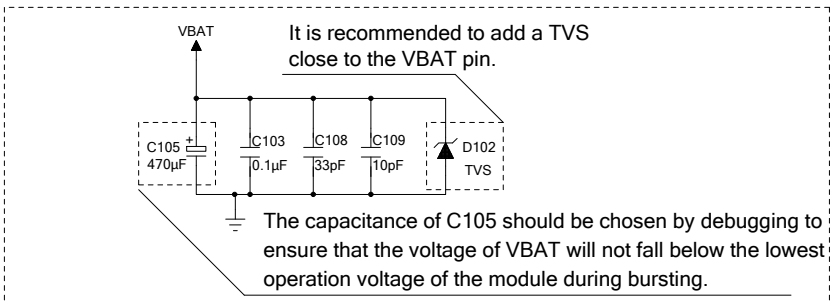 VBAT
It is recommended to add a TVS
close to the VBAT pin.
C105
470μF
+
C103
0.1μF
C108
33pF
C109
10pF
D102
TVS
The capacitance of C105 should be chosen by debugging to
ensure that the voltage of VBAT will not fall below the lowest
operation voltage of the module during bursting.